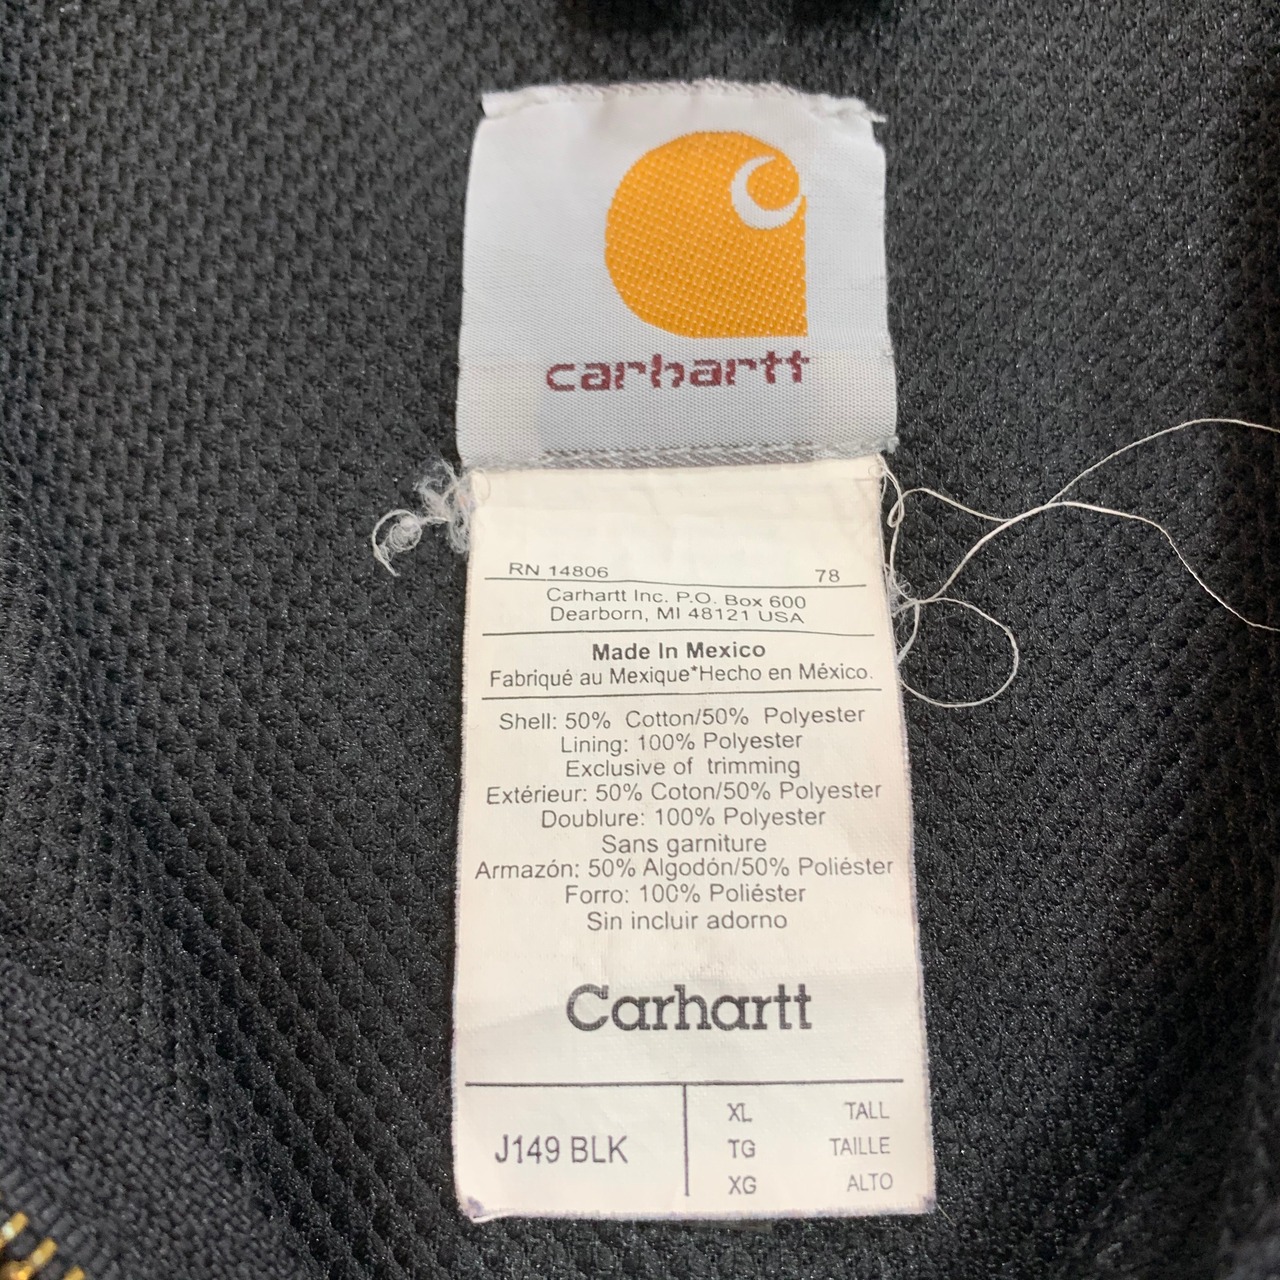 carhartt
RN 14806 78
Carhartt Inc. P.O. Box 600
Dearborn, MI 48121 USA
Made In Mexico
Fabriqué au Mexique*Hecho en México.
Shell: 50% Cotton/50% Polyester
Lining: 100% Polyester
Exclusive of trimming
Extérieur: 50% Coton/50% Polyester
Doublure: 100% Polyester
Sans garniture
Armazón: 50% Algodón/50% Poliéster
Forro: 100% Poliéster
Sin incluir adorno
Carhartt
J149 BLK
XL TALL
TG TAILLE
XG ALTO